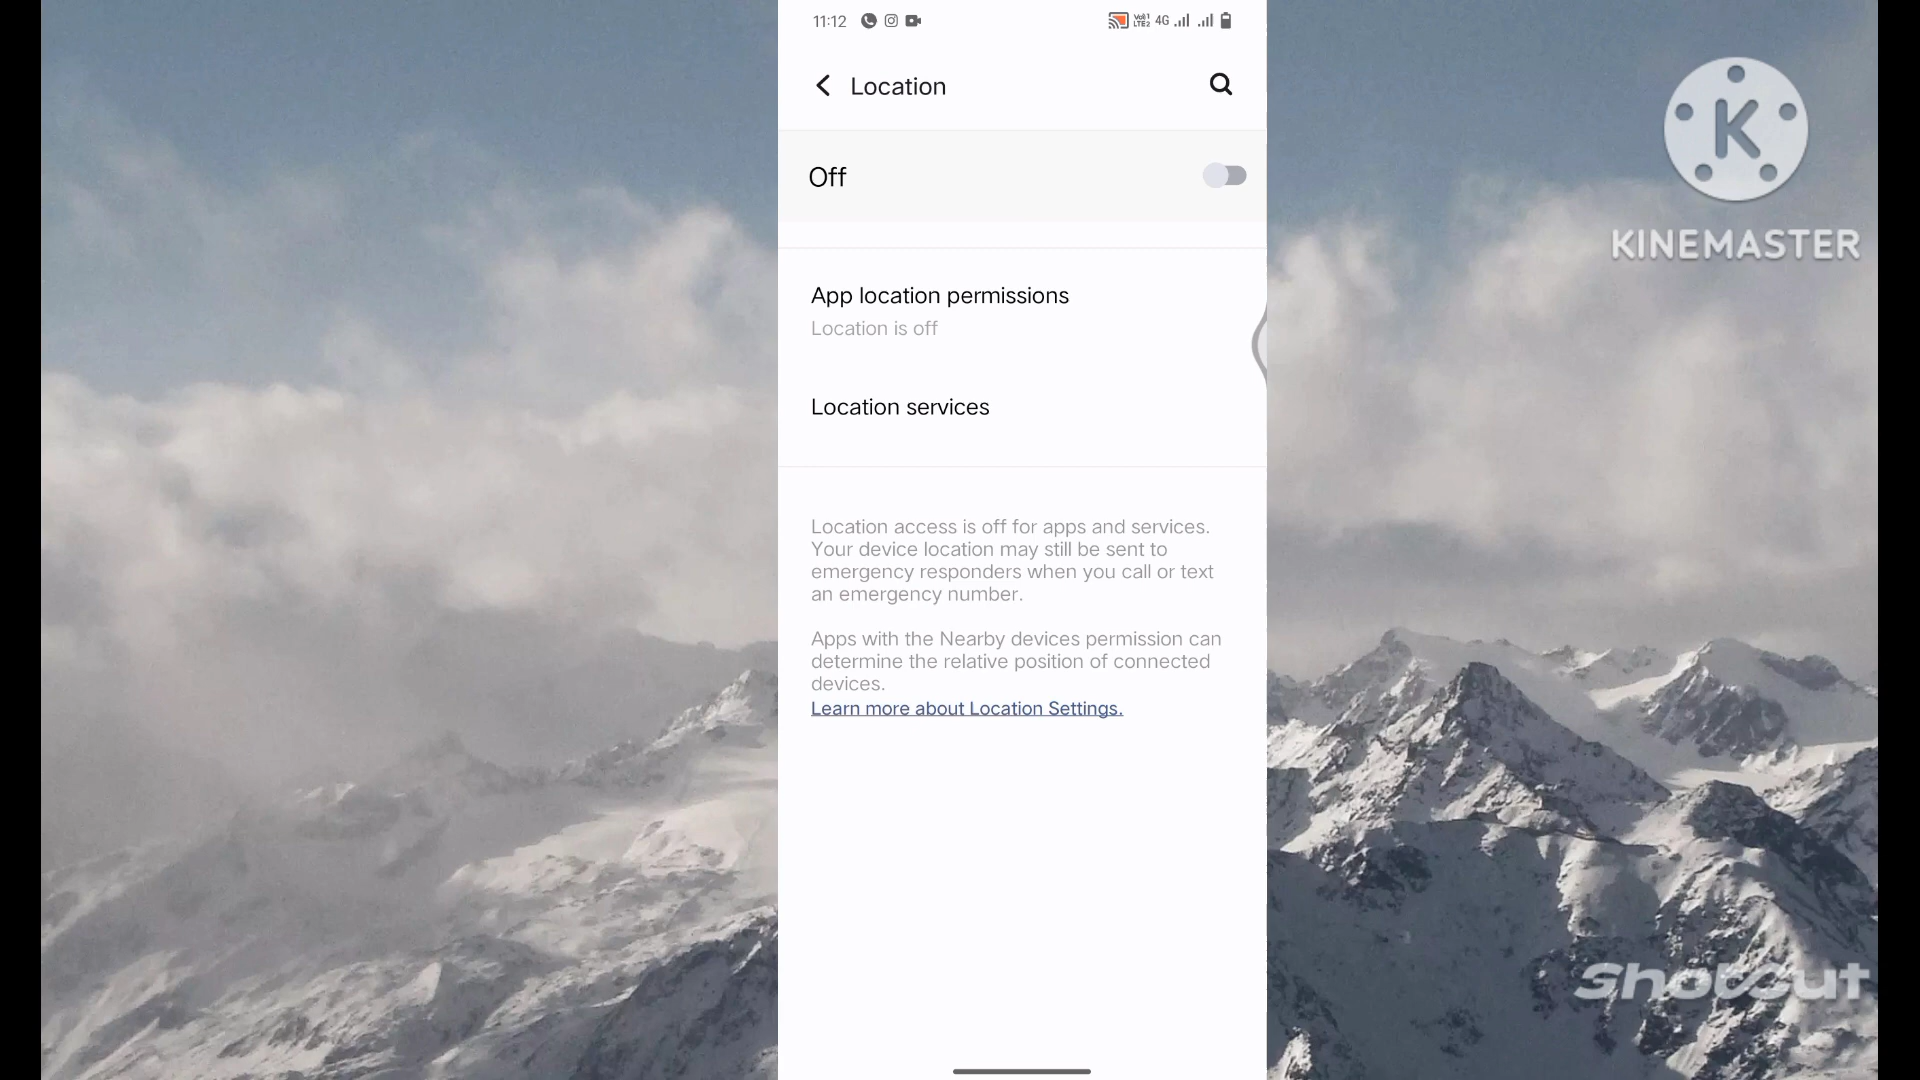 11:12
VoI1 LTE2 4G
Location
Off
App location permissions
Location is off
Location services
Location access is off for apps and services.
Your device location may still be sent to
emergency responders when you call or text
an emergency number.
Apps with the Nearby devices permission can
determine the relative position of connected
devices.
Learn more about Location Settings.
K
KINEMASTER
ShotCut